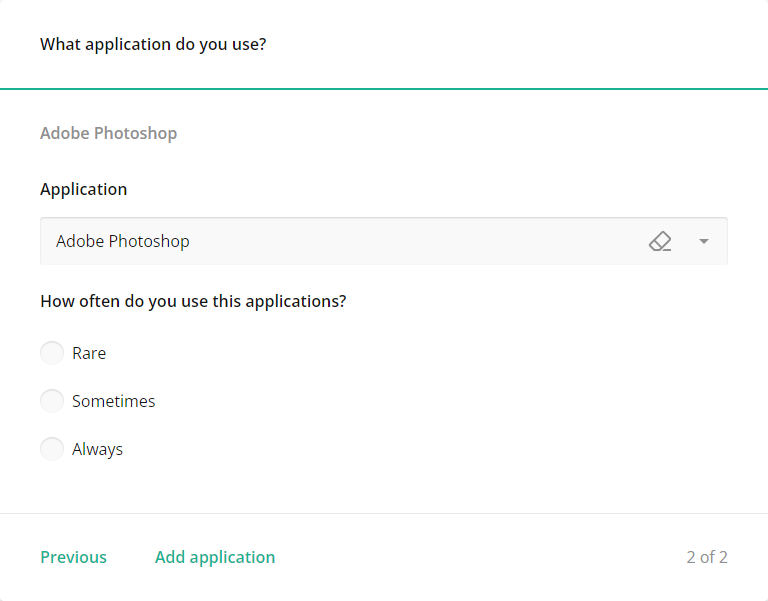 What application do you use?
Adobe Photoshop
Application
Adobe Photoshop
How often do you use this applications?
Rare
Sometimes
Always
Previous Add application 2 of 2